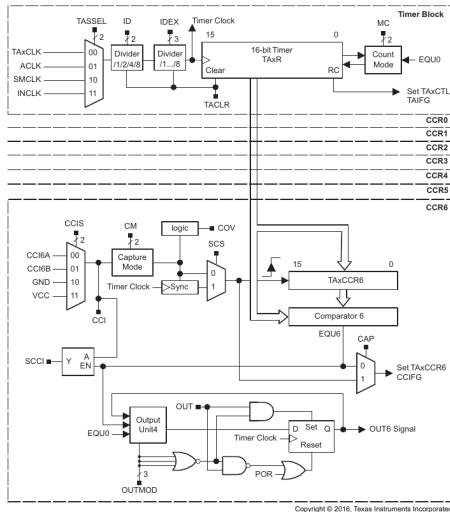 Timer Block
TASSEL
ID
IDEX
Timer Clock
MC
2
2
3
15
0
2
TAxCLK
ACLK
SMCLK
INCLK
00
01
10
11
Divider
/1/2/4/8
Divider
/1.../8
16-bit Timer
TAxR
Clear
RC
Count
Mode
EQU0
TACLR
Set TAxCTL
TAIFG
CCR0
CCR1
CCR2
CCR3
CCR4
CCR5
CCR6
CCIS
2
CM
2
logic
COV
SCS
CCI6A
CCI6B
GND
VCC
00
01
10
11
Capture
Mode
Timer Clock
Sync
0
1
15
0
TAxCCR6
CCI
Comparator 6
EQU6
CAP
SCCI
Y
A
EN
0
1
Set TAxCCR6
CCIFG
OUT
EQU0
Output
Unit4
D
Set
Q
Timer Clock
Reset
OUT6 Signal
POR
3
OUTMOD
Copyright © 2016, Texas Instruments Incorporated